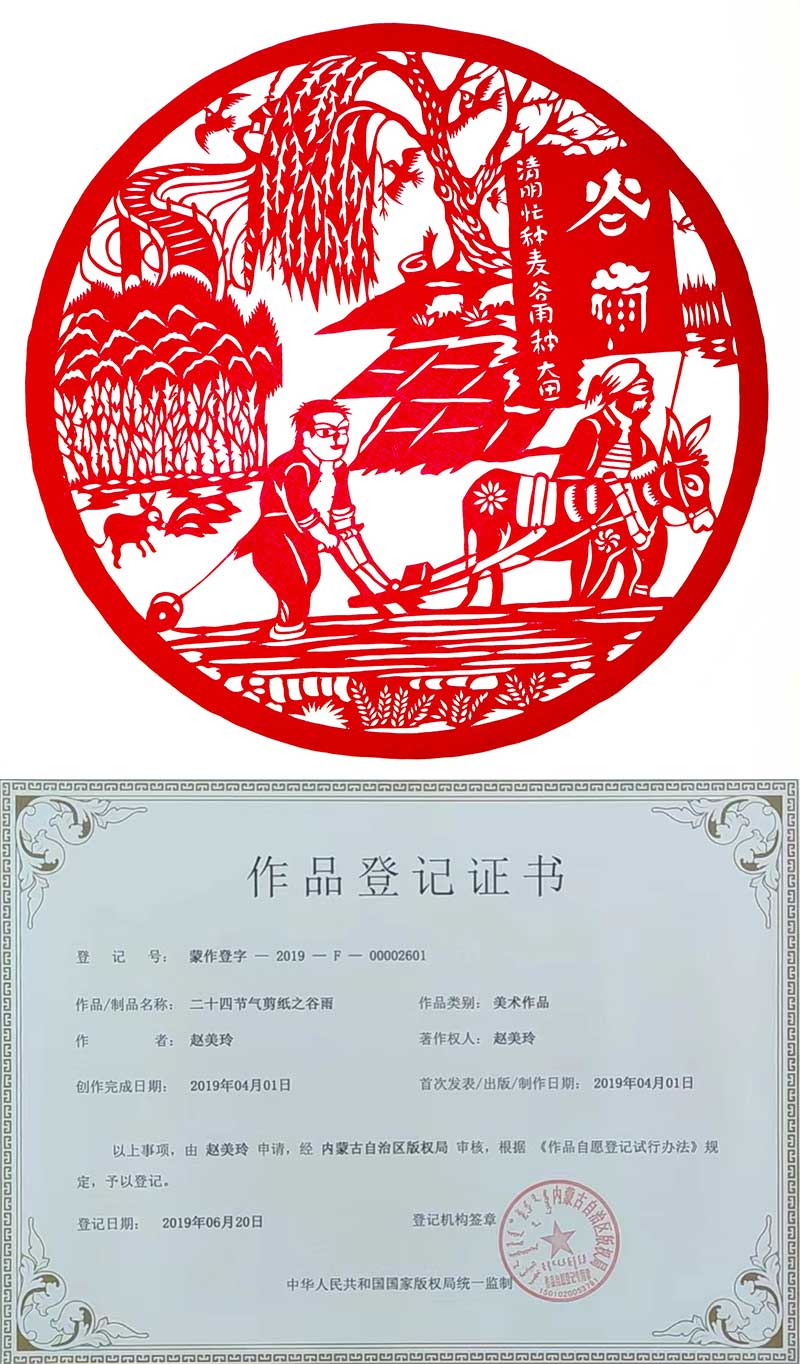 谷雨
清明忙种麦谷雨种大田
作品登记证书
登 记 号： 蒙作登字 — 2019 — F — 00002601
作品/制品名称： 二十四节气剪纸之谷雨 作品类别： 美术作品
作 者： 赵美玲 著作权人： 赵美玲
创作完成日期： 2019年04月01日 首次发表/出版/制作日期： 2019年04月01日
以上事项，由 赵美玲 申请，经 内蒙古自治区版权局 审核，根据 《作品自愿登记试行办法》规
定，予以登记。
登记日期： 2019年06月20日 登记机构签章
内蒙古自治区版权局
中华人民共和国国家版权局统一监制